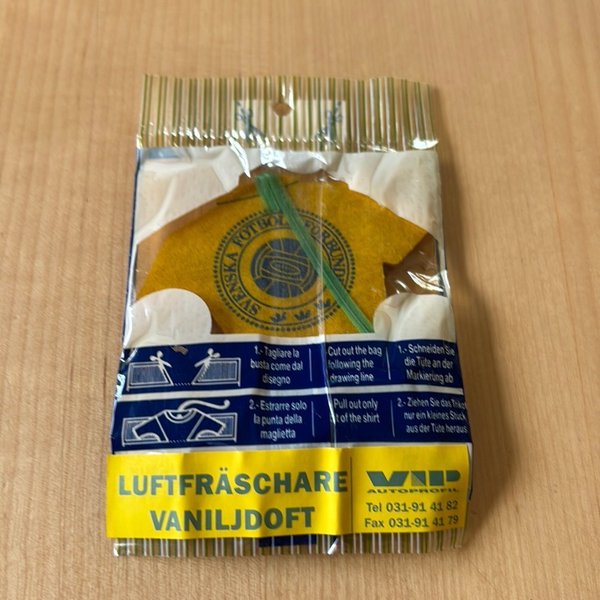 SVENSKA FOTBOLLFÖRBUNDET
1.- Tagliare la
busta come dal
disegno
Cut out the bag
following the
drawing line
1.- Schneiden Sie
die Tüte an der
Markierung ab
2.- Estrarre solo
la punta della
maglietta
Pull out only
of the shirt
2.- Ziehen Sie das Trikot
nur ein kleines Stück
aus der Tüte heraus
LUFTFRÄSCHARE
VANILJDOFT
VIP
AUTOPROFIL
Tel 031-91 41 82
Fax 031-91 41 79